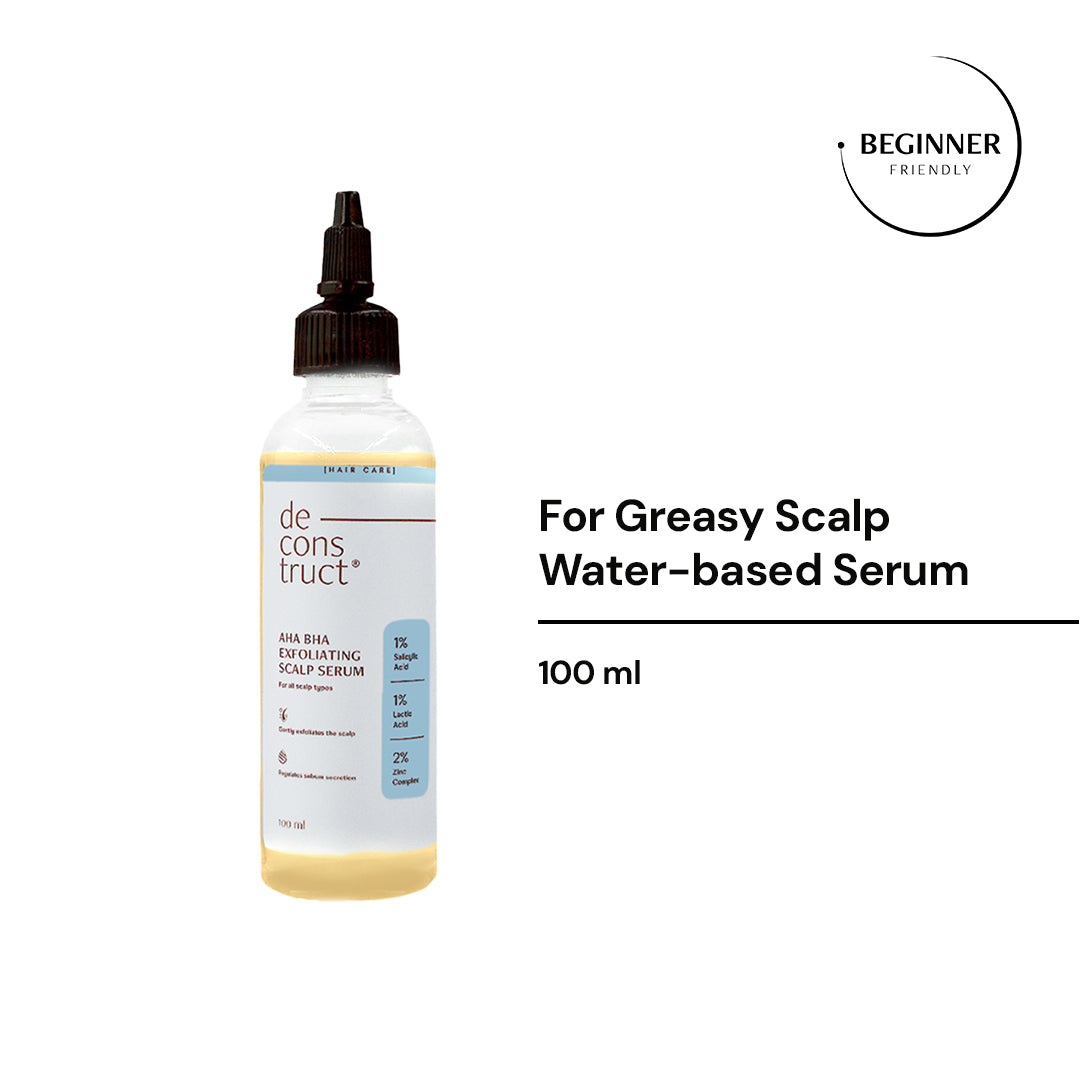 BEGINNER
FRIENDLY
[HAIR CARE]
de
cons
truct®
AHA BHA
EXFOLIATING
SCALP SERUM
For all scalp types
Gently exfoliates the scalp
Regulates sebum secretion
100 ml
1%
Salicylic
Acid
1%
Lactic
Acid
2%
Zinc
Complex
For Greasy Scalp
Water-based Serum
100 ml